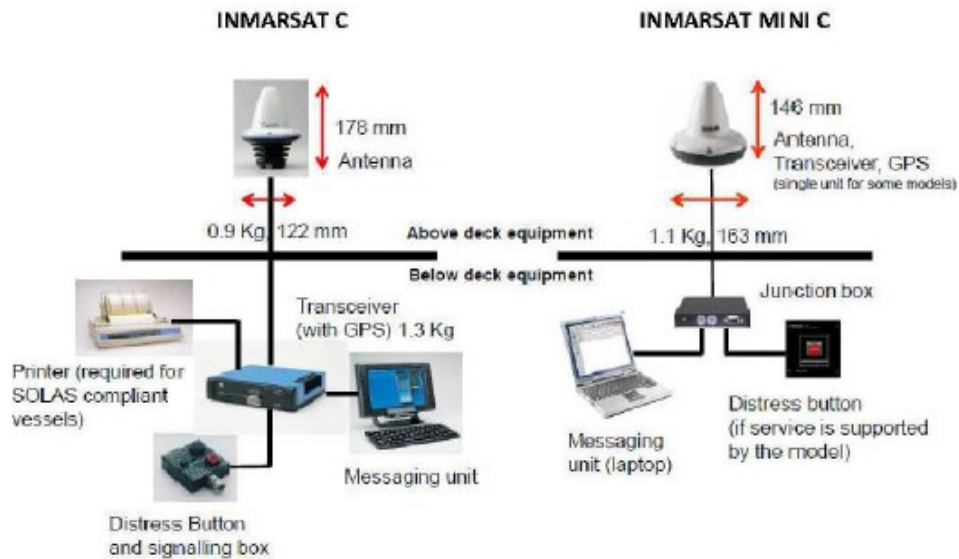 INMARSAT C
INMARSAT MINI C
178 mm
Antenna
146 mm
Antenna,
Transceiver, GPS
(single unit for some models)
0.9 Kg, 122 mm
Above deck equipment
1.1 Kg, 163 mm
Below deck equipment
Junction box
Transceiver
(with GPS) 1.3 Kg
Printer (required for
SOLAS compliant
vessels)
Messaging unit
Distress Button
and signalling box
Messaging
unit (laptop)
Distress button
(if service is supported
by the model)